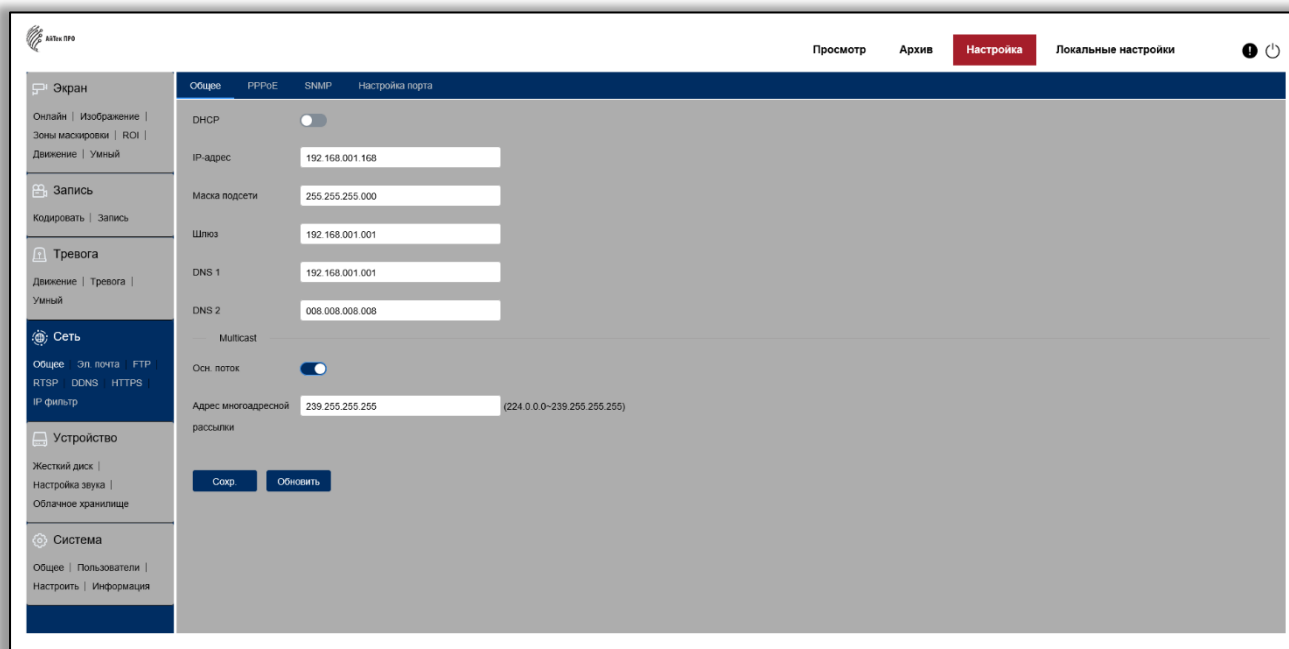 АйТек ПРО
Просмотр Архив Настройка Локальные настройки
Экран
Онлайн | Изображение |
Зоны маскировки | ROI |
Движение | Умный
Запись
Кодировать | Запись
Тревога
Движение | Тревога |
Умный
Сеть
Общее | Эл. почта | FTP |
RTSP | DDNS | HTTPS |
IP фильтр
Устройство
Жесткий диск |
Настройка звука |
Облачное хранилище
Система
Общее | Пользователи |
Настроить | Информация
Общее PPPoE SNMP Настройка порта
DHCP
IP-адрес 192.168.001.168
Маска подсети 255.255.255.000
Шлюз 192.168.001.001
DNS 1 192.168.001.001
DNS 2 008.008.008.008
Multicast
Осн. поток
Адрес многоадресной 239.255.255.255 (224.0.0.0~239.255.255.255)
рассылки
Сохр. Обновить